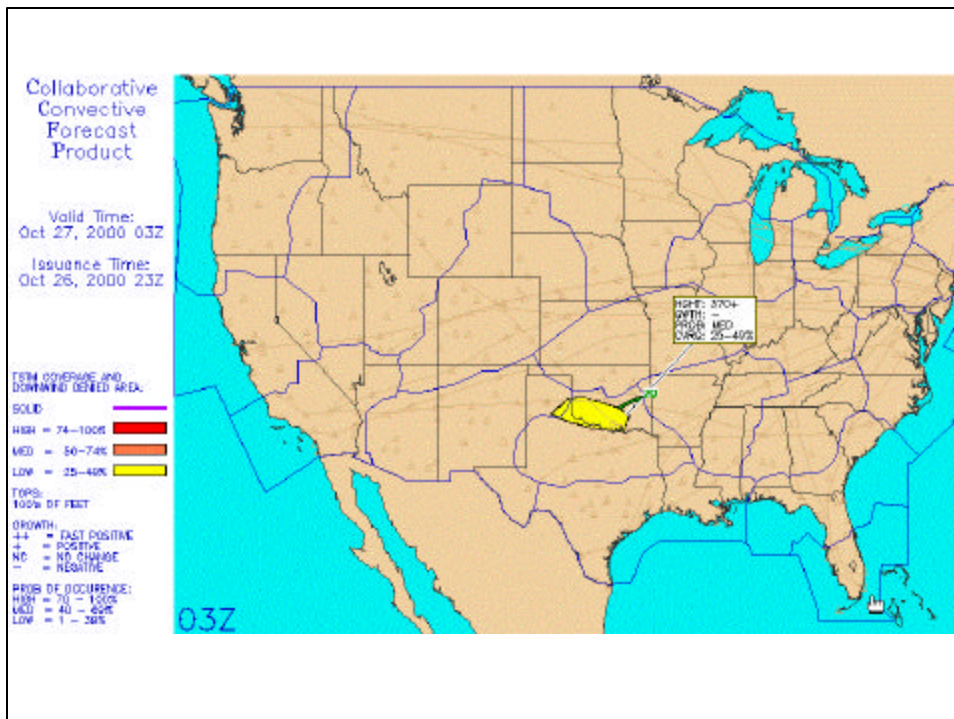 Collaborative
Convective
Forecast
Product
Valid Time:
Oct 27, 2000 03Z
Issuance Time:
Oct 26, 2000 23Z
TSTM COVERAGE AND
DOWNWIND DENIED AREA:
SOLID
HIGH = 74-100%
MED = 50-74%
LOW = 25-49%
TOPS:
100's OF FEET
GROWTH:
++ = FAST POSITIVE
+ = POSITIVE
NC = NO CHANGE
- = NEGATIVE
PROB OF OCCURENCE:
HIGH = 70 - 100%
MED = 40 - 69%
LOW = 1 - 39%
HGHT: 370+
GWTH: -
PROB: MED
CVRG: 25-49%
20
03Z